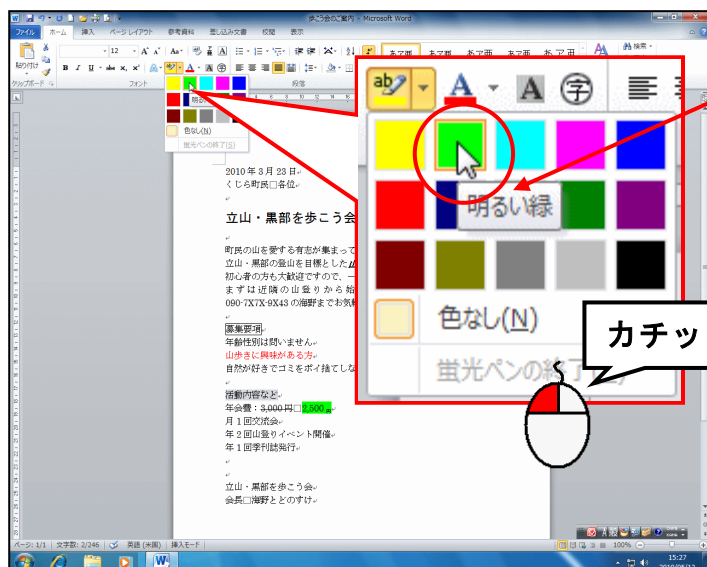 歩こう会のご案内 - Microsoft Word
ファイル ホーム 挿入 ページ レイアウト 参考資料 差し込み文書 校閲 表示
貼り付け
クリップボード フォント 段落
検索
色なし(N)
蛍光ペンの終了(S)
2010 年 3 月 23 日
くじら町民□各位
立山・黒部を歩こう会
町民の山を愛する有志が集まって
立山・黒部の登山を目標とした
初心者の方も大歓迎ですので、一
まずは近隣の山登りから始
090-7X7X-9X43 の海野までお気軽
募集要項
年齢性別は問いません。
山歩きに興味がある方。
自然が好きでゴミをポイ捨てしな
活動内容など
年会費：3,000 円□2,500
月 1 回交流会
年 2 回山登りイベント開催
年 1 回季刊誌発行
立山・黒部を歩こう会
会長□海野とどのすけ
明るい緑
色なし(N)
蛍光ペンの終了
カチッ
ページ: 1/1 文字数: 2/246 英語 (米国) 挿入モード 100%
15:27
2010/05/12